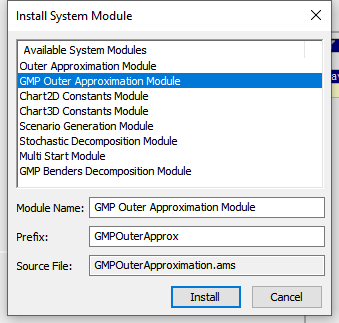 Install System Module
Available System Modules
Outer Approximation Module
GMP Outer Approximation Module
Chart2D Constants Module
Chart3D Constants Module
Scenario Generation Module
Stochastic Decomposition Module
Multi Start Module
GMP Benders Decomposition Module
Module Name: GMP Outer Approximation Module
Prefix: GMPOuterApprox
Source File: GMPOuterApproximation.ams
Install Cancel